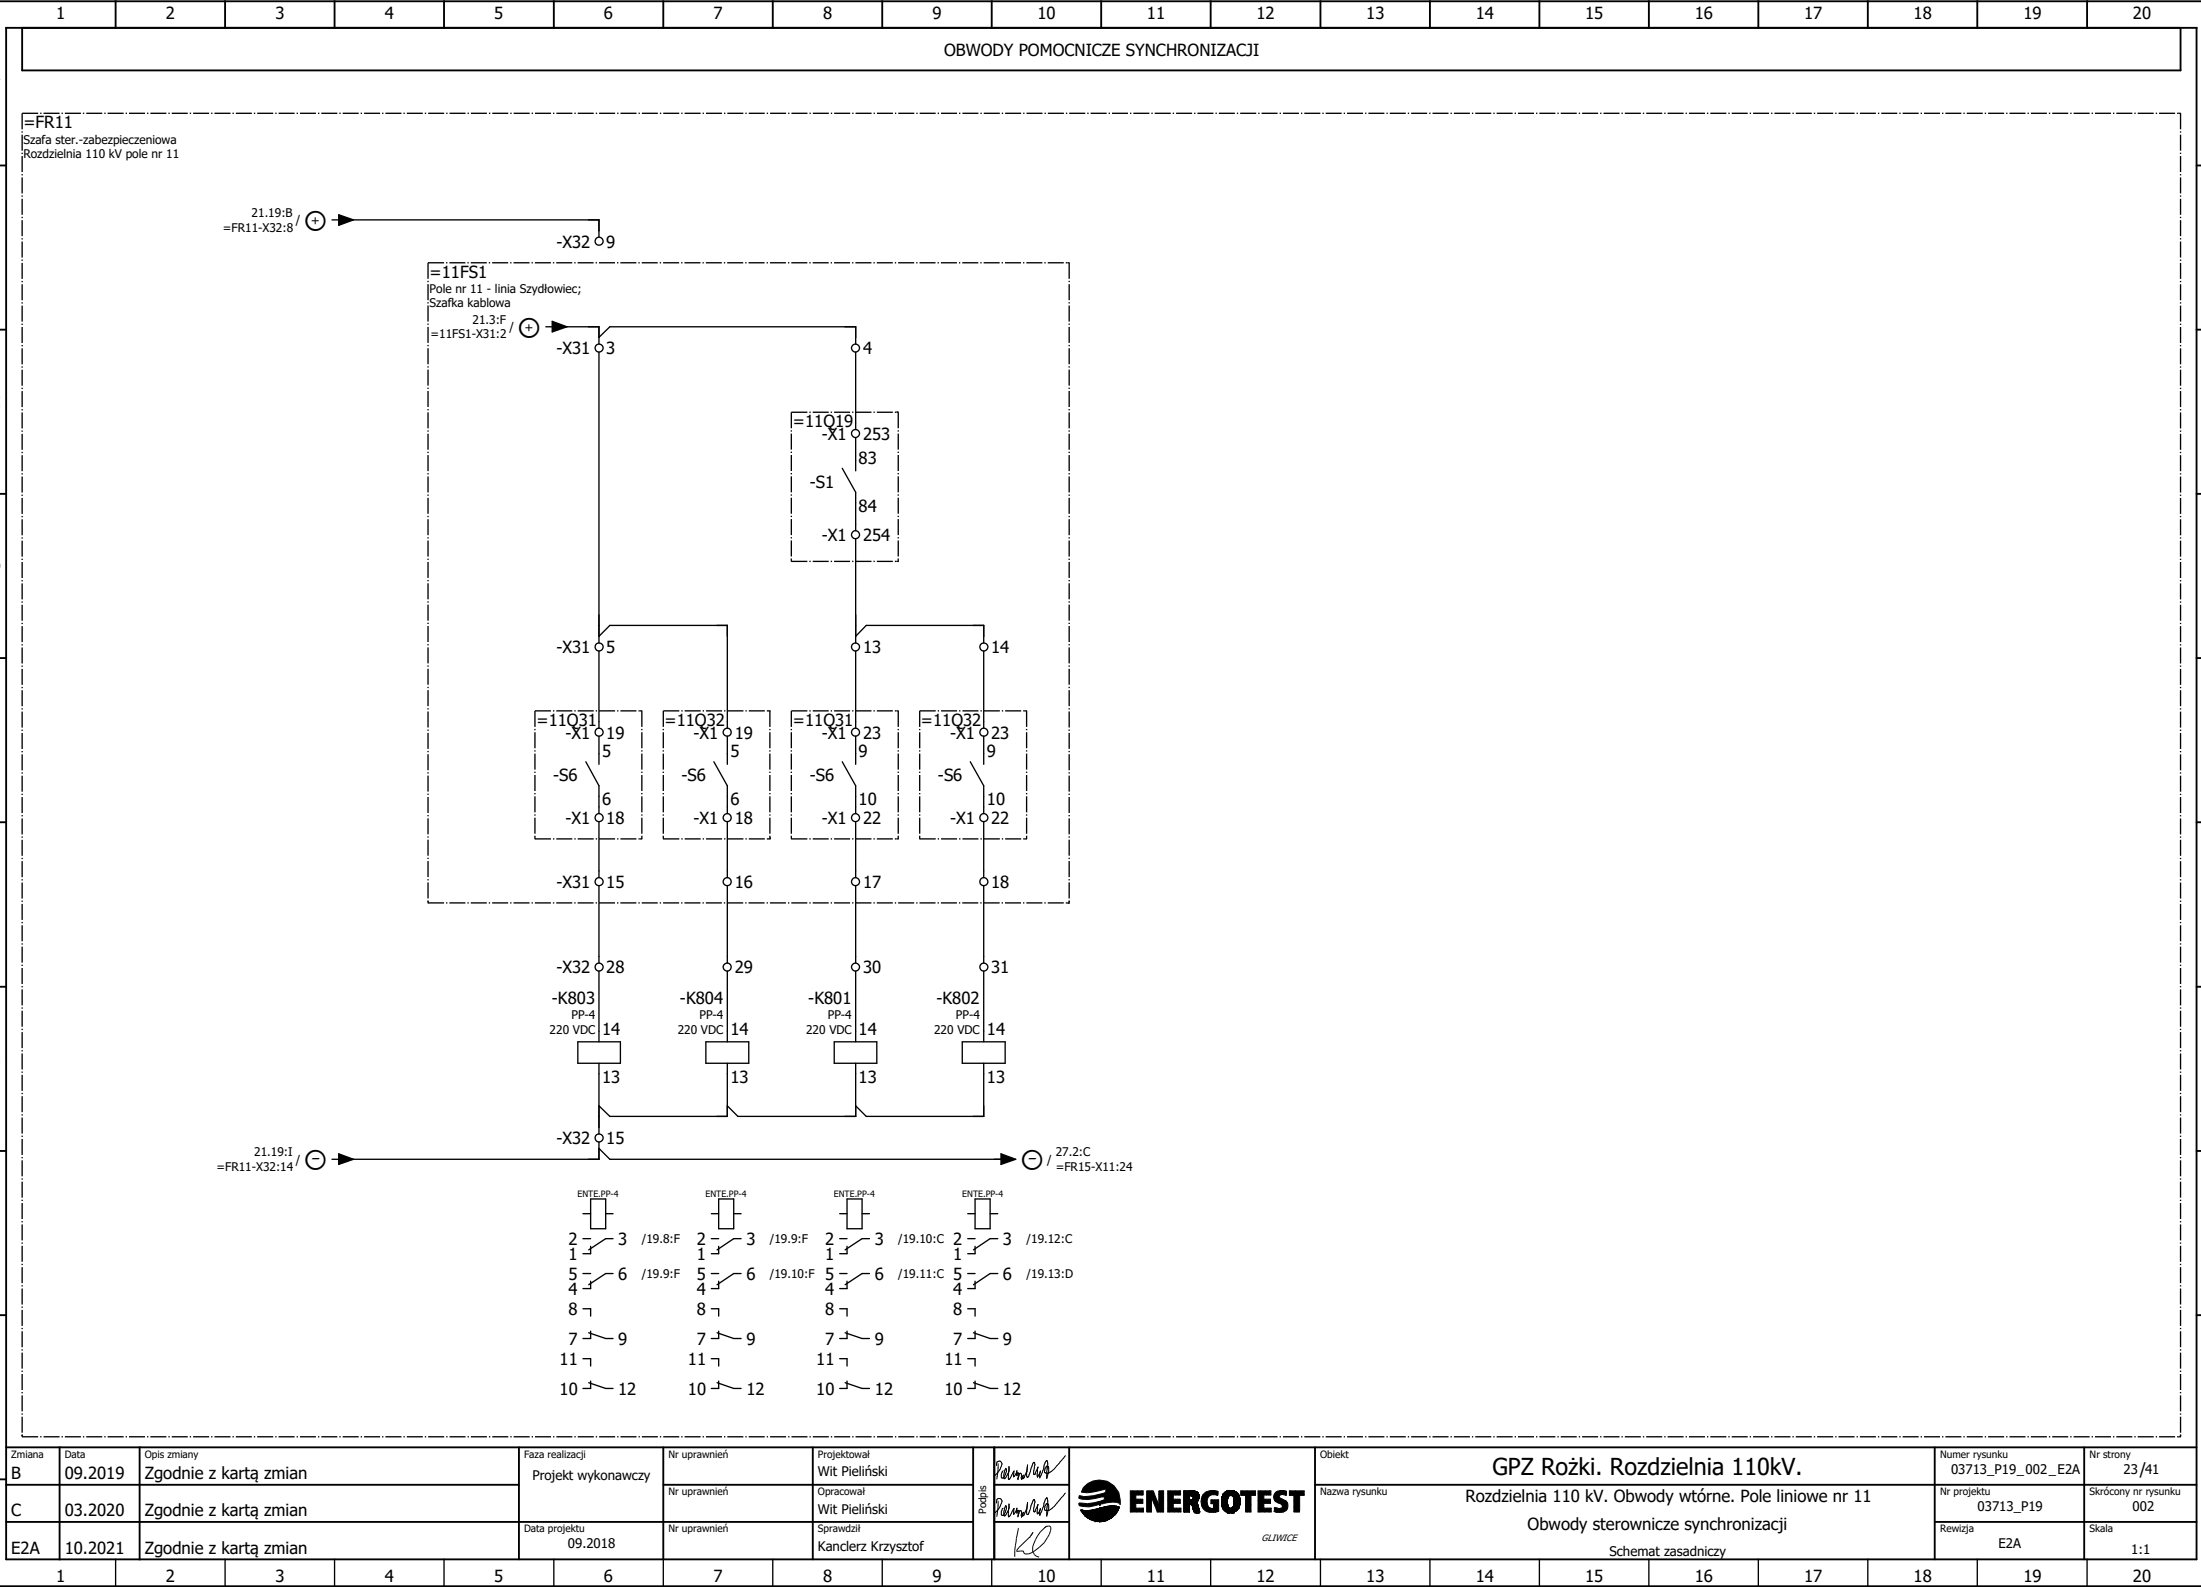 1 2 3 4 5 6 7 8 9 10 11 12 13 14 15 16 17 18 19 20
OBWODY POMOCNICZE SYNCHRONIZACJI
=FR11
Szafa ster.-zabezpieczeniowa
Rozdzielnia 110 kV pole nr 11
21.19:B
=FR11-X32:8 / +
-X32 9
=11FS1
Pole nr 11 - linia Szydłowiec;
Szafka kablowa
21.3:F
=11FS1-X31:2 / +
-X31 3 4
=11Q19
-X1 253
83
-S1
84
-X1 254
-X31 5 13 14
=11Q31 =11Q32 =11Q31 =11Q32
-X1 19 -X1 19 -X1 23 -X1 23
5 5 9 9
-S6 -S6 -S6 -S6
6 6 10 10
-X1 18 -X1 18 -X1 22 -X1 22
-X31 15 16 17 18
-X32 28 29 30 31
-K803 -K804 -K801 -K802
PP-4 PP-4 PP-4 PP-4
220 VDC 14 220 VDC 14 220 VDC 14 220 VDC 14
13 13 13 13
-X32 15
21.19:I
=FR11-X32:14 / −
− / 27.2:C
=FR15-X11:24
ENTE.PP-4 ENTE.PP-4 ENTE.PP-4 ENTE.PP-4
2 3 /19.8:F 2 3 /19.9:F 2 3 /19.10:C 2 3 /19.12:C
1 1 1 1
5 6 /19.9:F 5 6 /19.10:F 5 6 /19.11:C 5 6 /19.13:D
4 4 4 4
8 8 8 8
7 9 7 9 7 9 7 9
11 11 11 11
10 12 10 12 10 12 10 12
Zmiana Data Opis zmiany
B 09.2019 Zgodnie z kartą zmian
C 03.2020 Zgodnie z kartą zmian
E2A 10.2021 Zgodnie z kartą zmian
Faza realizacji
Projekt wykonawczy
Data projektu
09.2018
Nr uprawnień
Nr uprawnień
Nr uprawnień
Projektował
Wit Pieliński
Opracował
Wit Pieliński
Sprawdził
Kanclerz Krzysztof
Podpis
ENERGOTEST
GLIWICE
Obiekt
GPZ Rożki. Rozdzielnia 110kV.
Nazwa rysunku
Rozdzielnia 110 kV. Obwody wtórne. Pole liniowe nr 11
Obwody sterownicze synchronizacji
Schemat zasadniczy
Numer rysunku
03713_P19_002_E2A
Nr strony
23/41
Nr projektu
03713_P19
Skrócony nr rysunku
002
Rewizja
E2A
Skala
1:1
1 2 3 4 5 6 7 8 9 10 11 12 13 14 15 16 17 18 19 20